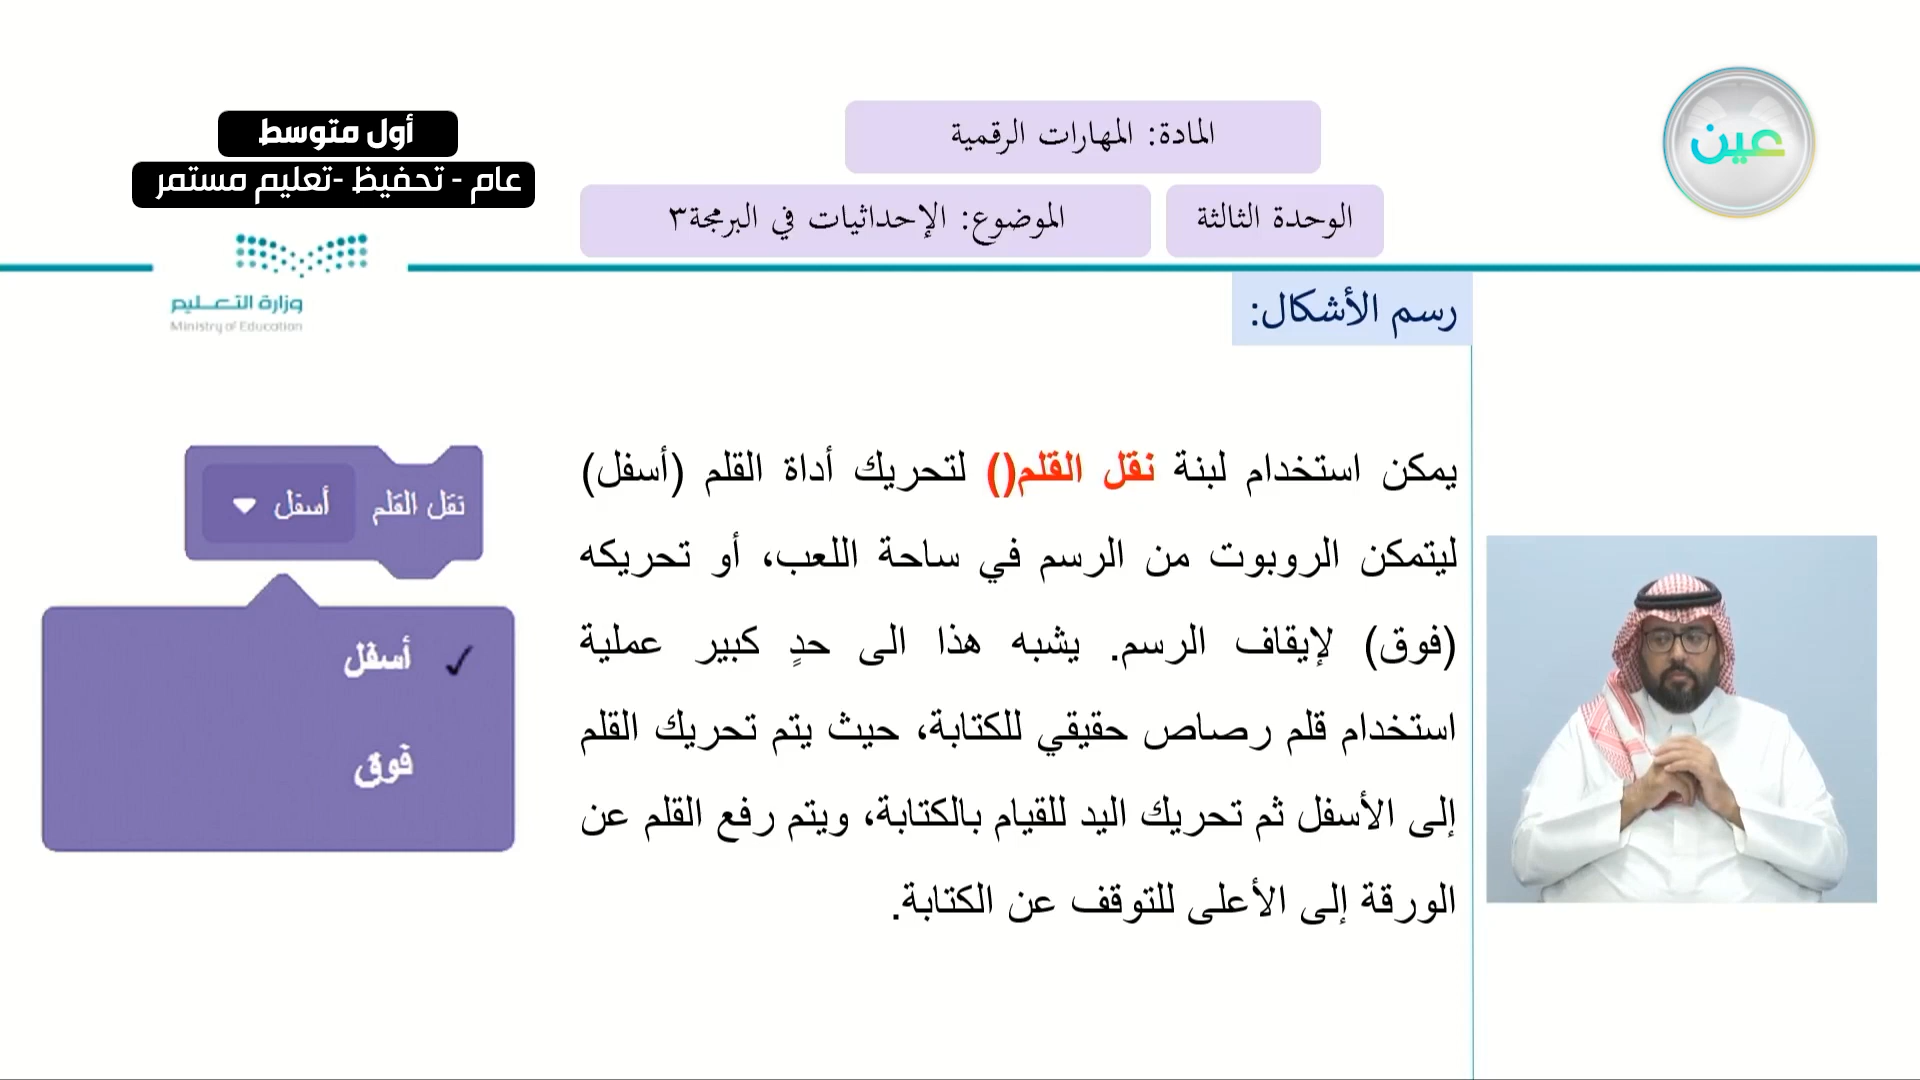 عين
المادة: المهارات الرقمية
أول متوسط
عام - تحفيظ -تعليم مستمر
الوحدة الثالثة
الموضوع: الإحداثيات في البرمجة٣
وزارة التعليم
Ministry of Education
رسم الأشكال:
يمكن استخدام لبنة نقل القلم() لتحريك أداة القلم (أسفل)
ليتمكن الروبوت من الرسم في ساحة اللعب، أو تحريكه
(فوق) لإيقاف الرسم. يشبه هذا الى حدٍ كبير عملية
استخدام قلم رصاص حقيقي للكتابة، حيث يتم تحريك القلم
إلى الأسفل ثم تحريك اليد للقيام بالكتابة، ويتم رفع القلم عن
الورقة إلى الأعلى للتوقف عن الكتابة.
نقل القلم أسفل
أسفل
فوق